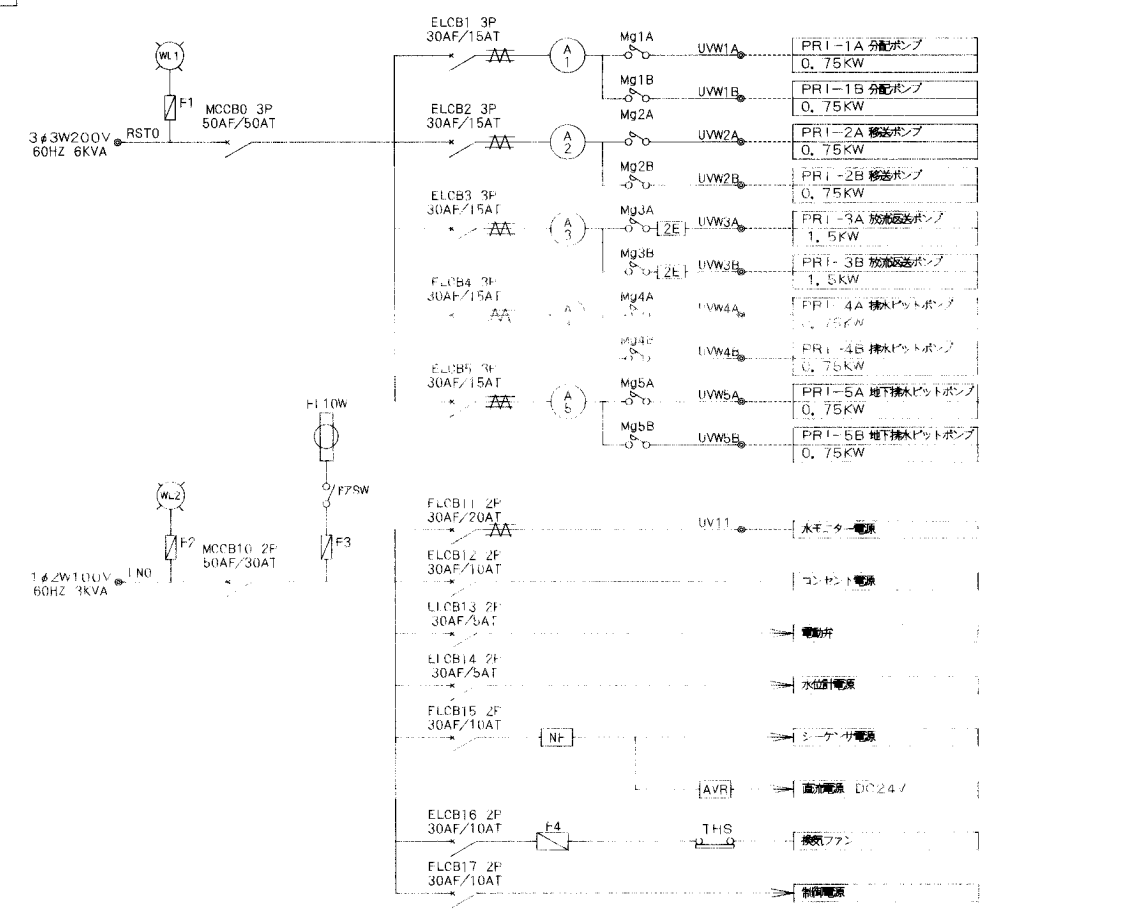 ELCB1 3P
30AF/15AT
Mg1A
UVW1A
PRI-1A 分配ポンプ
0.75KW
WL1
A
1
Mg1B
UVW1B
PRI-1B 分配ポンプ
0.75KW
F1
MCCB0 3P
50AF/50AT
RST0
3φ3W200V
60HZ 6KVA
ELCB2 3P
30AF/15AT
A
2
Mg2A
UVW2A
PRI-2A 移送ポンプ
0.75KW
Mg2B
UVW2B
PRI-2B 移送ポンプ
0.75KW
ELCB3 3P
30AF/15AT
A
3
Mg3A
2E
UVW3A
PRI-3A 放流返送ポンプ
1.5KW
Mg3B
2E
UVW3B
PRI-3B 放流返送ポンプ
1.5KW
ELCB4 3P
30AF/15AT
Mg4A
UVW4A
PRI-4A 排水ピットポンプ
0.75KW
Mg4B
UVW4B
PRI-4B 排水ピットポンプ
0.75KW
ELCB5 3P
30AF/15AT
A
5
Mg5A
UVW5A
PRI-5A 地下排水ピットポンプ
0.75KW
Mg5B
UVW5B
PRI-5B 地下排水ピットポンプ
0.75KW
FL10W
WL2
F2
F3
MCCB10 2P
50AF/30AT
1φ2W100V
60HZ 3KVA
LN0
ELCB11 2P
30AF/20AT
UV11
水モニター電源
ELCB12 2P
30AF/10AT
コンセント電源
ELCB13 2P
30AF/5AT
電動弁
ELCB14 2P
30AF/5AT
水位計電源
ELCB15 2P
30AF/10AT
NF
シーケンサ電源
AVR
直流電源 DC24V
ELCB16 2P
30AF/10AT
F4
THS
換気ファン
ELCB17 2P
30AF/10AT
制御電源